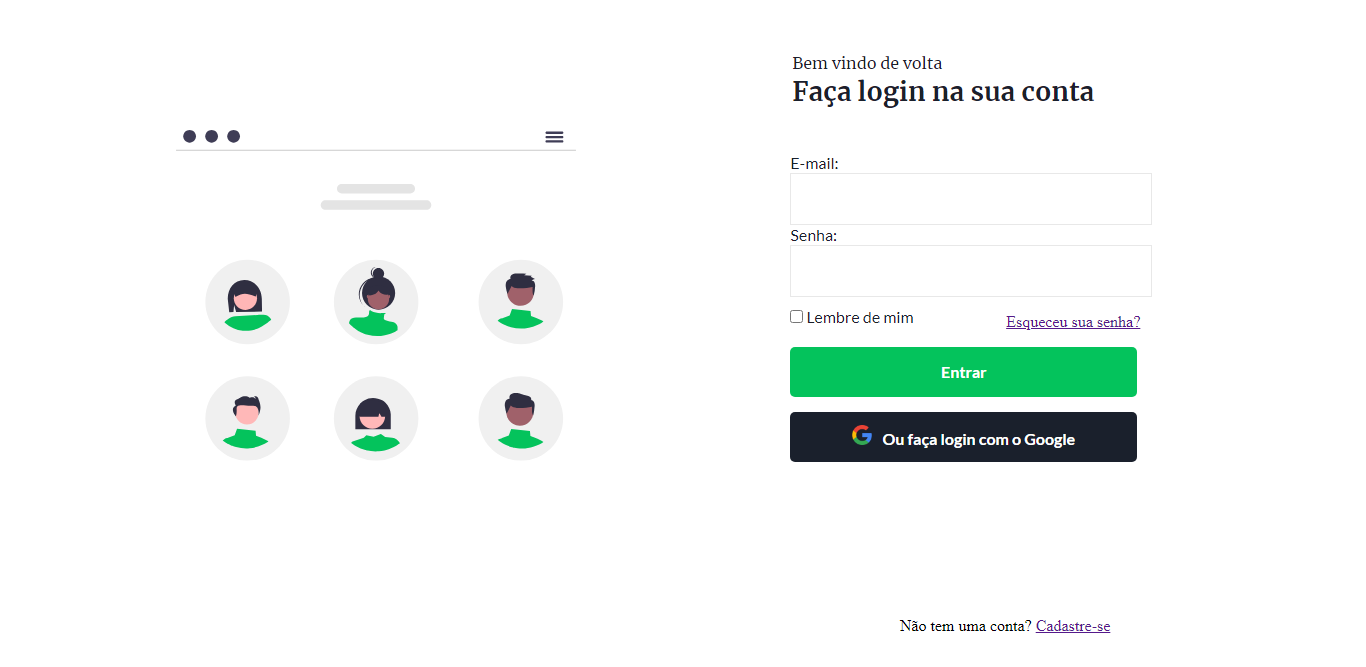 Bem vindo de volta
Faça login na sua conta
E-mail:
Senha:
Lembre de mim
Esqueceu sua senha?
Entrar
Ou faça login com o Google
Não tem uma conta? Cadastre-se